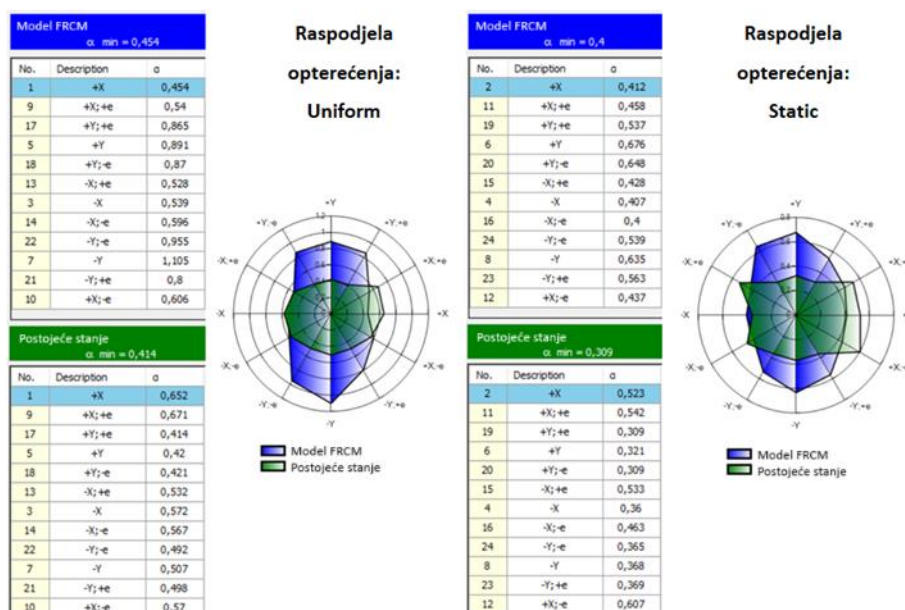 Model FRCM
α min = 0,454
No. Description α
1 +X 0,454
9 +X;+e 0,54
17 +Y;+e 0,865
5 +Y 0,891
18 +Y;-e 0,87
13 -X;+e 0,528
3 -X 0,539
14 -X;-e 0,596
22 -Y;-e 0,955
7 -Y 1,105
21 -Y;+e 0,8
10 +X;-e 0,606
Postojeće stanje
α min = 0,414
No. Description α
1 +X 0,652
9 +X;+e 0,671
17 +Y;+e 0,414
5 +Y 0,42
18 +Y;-e 0,421
13 -X;+e 0,532
3 -X 0,572
14 -X;-e 0,567
22 -Y;-e 0,492
7 -Y 0,507
21 -Y;+e 0,498
10 +X;-e 0,57
Raspodjela
opterećenja:
Uniform
+Y
+Y;-e
+Y;+e
1,2
1
-X;+e
+X;+e
-X
+X
-X;-e
+X;-e
-Y;-e
-Y;+e
-Y
Model FRCM
Postojeće stanje
Model FRCM
α min = 0,4
No. Description α
2 +X 0,412
11 +X;+e 0,458
19 +Y;+e 0,537
6 +Y 0,676
20 +Y;-e 0,648
15 -X;+e 0,428
4 -X 0,407
16 -X;-e 0,4
24 -Y;-e 0,539
8 -Y 0,635
23 -Y;+e 0,563
12 +X;-e 0,437
Postojeće stanje
α min = 0,309
No. Description α
2 +X 0,523
11 +X;+e 0,542
19 +Y;+e 0,309
6 +Y 0,321
20 +Y;-e 0,309
15 -X;+e 0,533
4 -X 0,36
16 -X;-e 0,463
24 -Y;-e 0,365
8 -Y 0,368
23 -Y;+e 0,369
12 +X;-e 0,607
Raspodjela
opterećenja:
Static
+Y
+Y;-e
+Y;+e
0,8
-X;+e
+X;+e
-X
+X
-X;-e
+X;-e
-Y;-e
-Y;+e
-Y
Model FRCM
Postojeće stanje